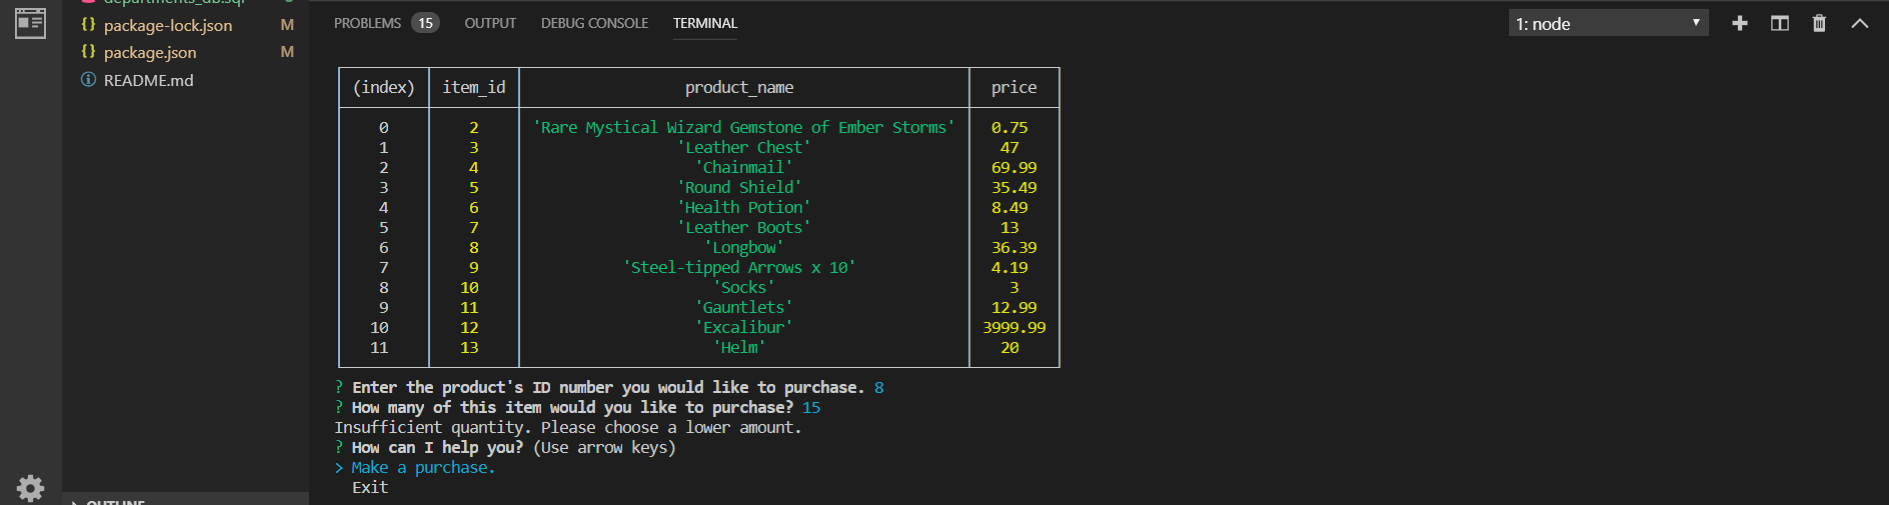 departments_db.sql
{} package-lock.json M
{} package.json M
README.md
OUTLINE
PROBLEMS 15 OUTPUT DEBUG CONSOLE TERMINAL 1: node
(index) item_id product_name price
0 2 'Rare Mystical Wizard Gemstone of Ember Storms' 0.75
1 3 'Leather Chest' 47
2 4 'Chainmail' 69.99
3 5 'Round Shield' 35.49
4 6 'Health Potion' 8.49
5 7 'Leather Boots' 13
6 8 'Longbow' 36.39
7 9 'Steel-tipped Arrows x 10' 4.19
8 10 'Socks' 3
9 11 'Gauntlets' 12.99
10 12 'Excalibur' 3999.99
11 13 'Helm' 20
? Enter the product's ID number you would like to purchase. 8
? How many of this item would you like to purchase? 15
Insufficient quantity. Please choose a lower amount.
? How can I help you? (Use arrow keys)
> Make a purchase.
Exit